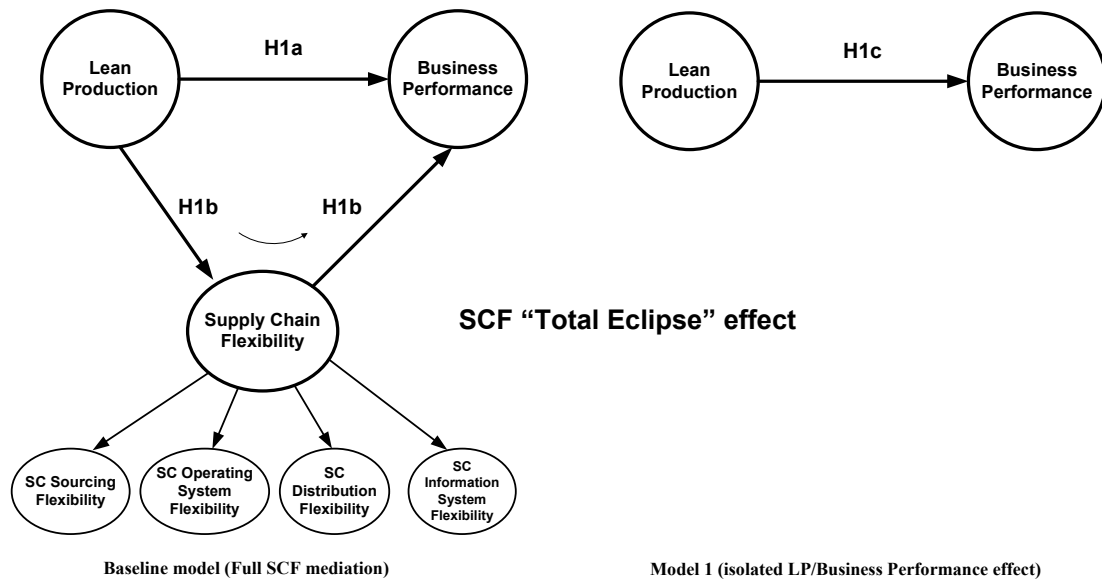 H1a
Lean
Production
Business
Performance
H1b
H1b
Supply Chain
Flexibility
SC Sourcing
Flexibility
SC Operating
System
Flexibility
SC
Distribution
Flexibility
SC
Information
System
Flexibility
Baseline model (Full SCF mediation)
H1c
Lean
Production
Business
Performance
SCF “Total Eclipse” effect
Model 1 (isolated LP/Business Performance effect)